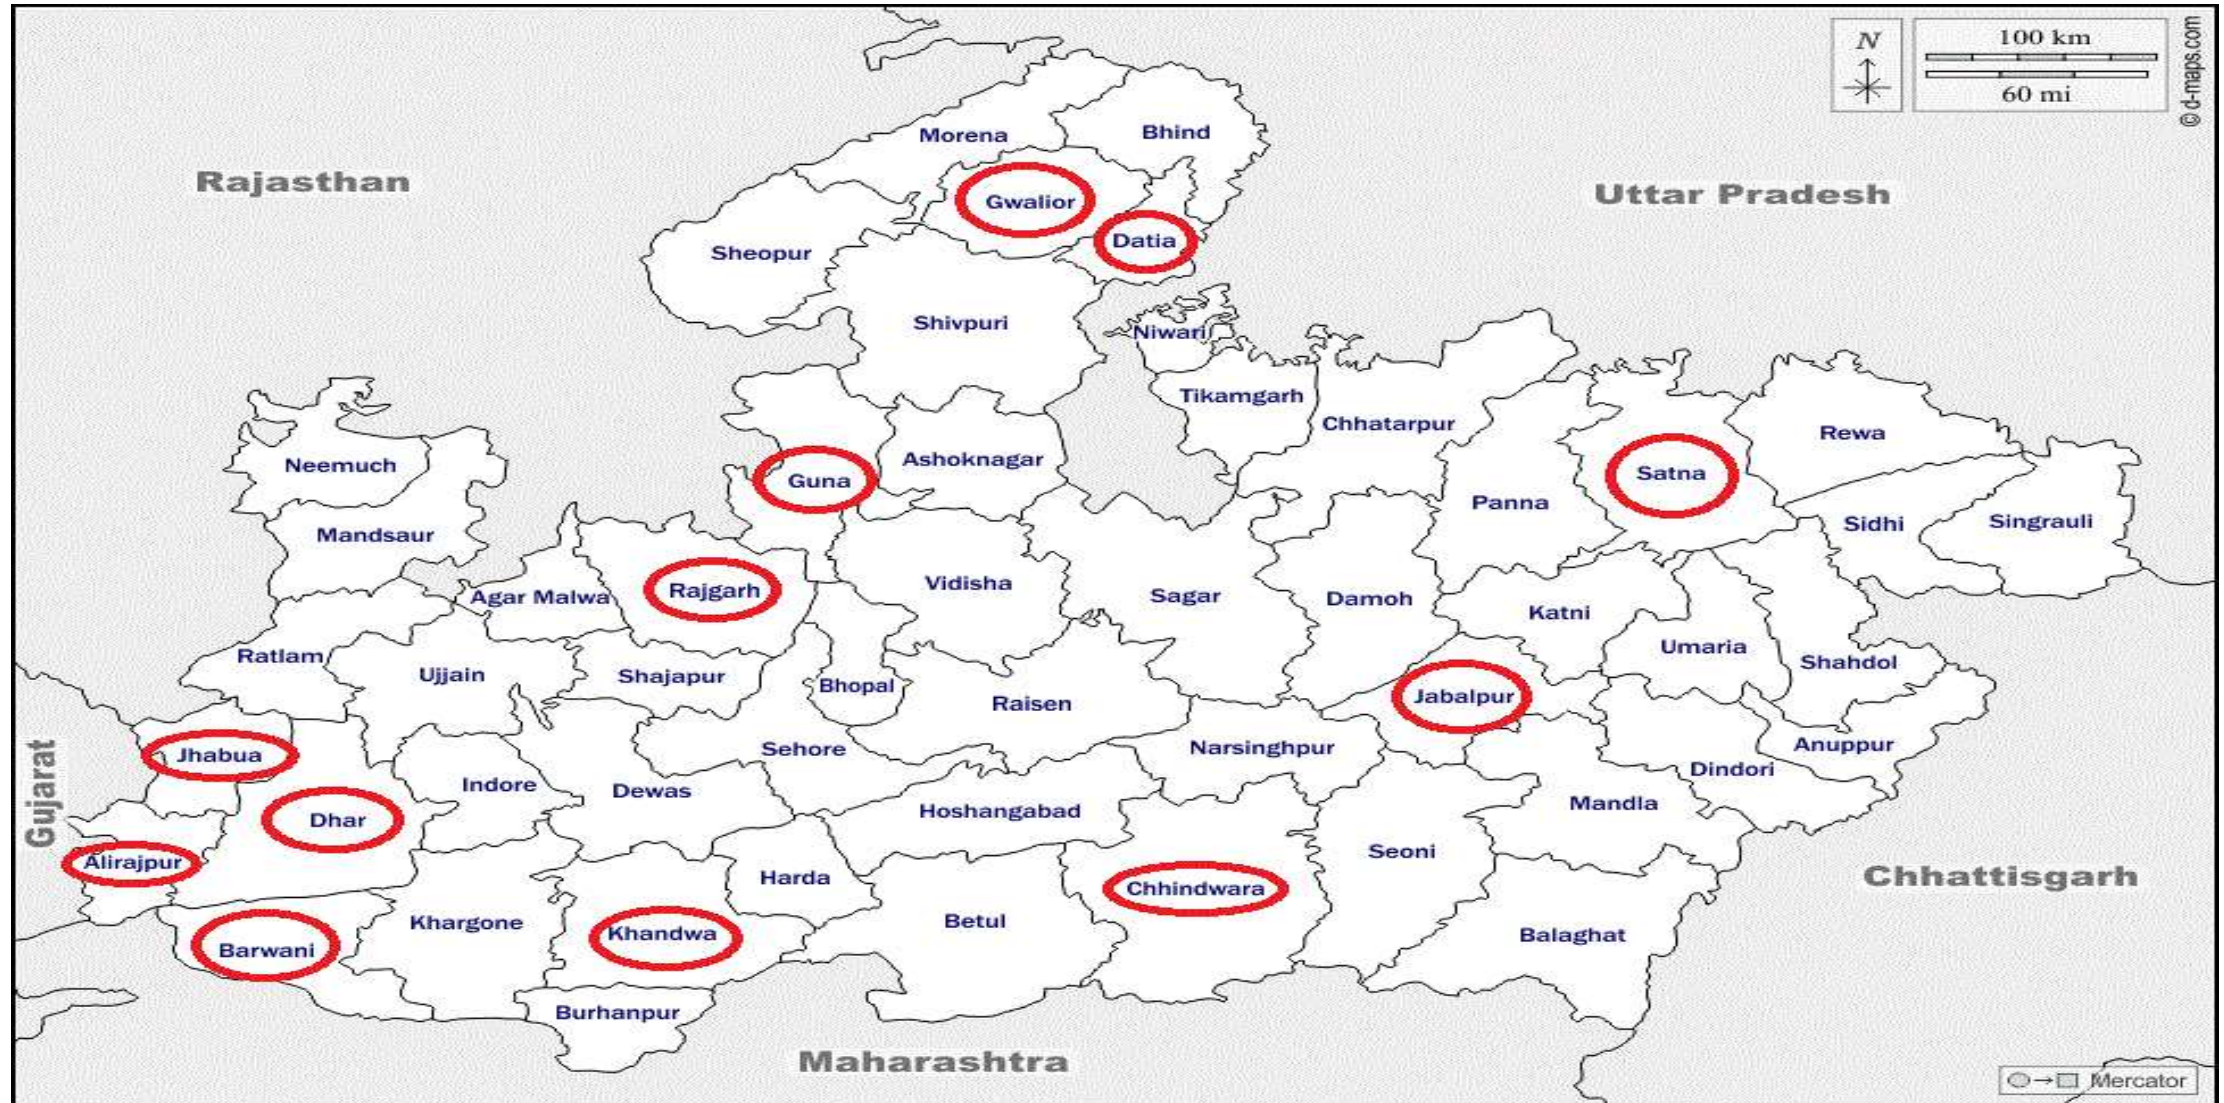 N
100 km
60 mi
© d-maps.com
Morena
Bhind
Rajasthan
Gwalior
Uttar Pradesh
Datia
Sheopur
Shivpuri
Niwari
Tikamgarh
Chhatarpur
Rewa
Neemuch
Ashoknagar
Guna
Satna
Panna
Mandsaur
Sidhi
Singrauli
Agar Malwa
Rajgarh
Vidisha
Sagar
Damoh
Katni
Umaria
Shahdol
Ratlam
Ujjain
Shajapur
Bhopal
Raisen
Jabalpur
Jhabua
Sehore
Narsinghpur
Anuppur
Dindori
Gujarat
Indore
Dewas
Hoshangabad
Mandla
Dhar
Alirajpur
Seoni
Harda
Chhindwara
Chhattisgarh
Khargone
Khandwa
Betul
Balaghat
Barwani
Burhanpur
Maharashtra
Mercator